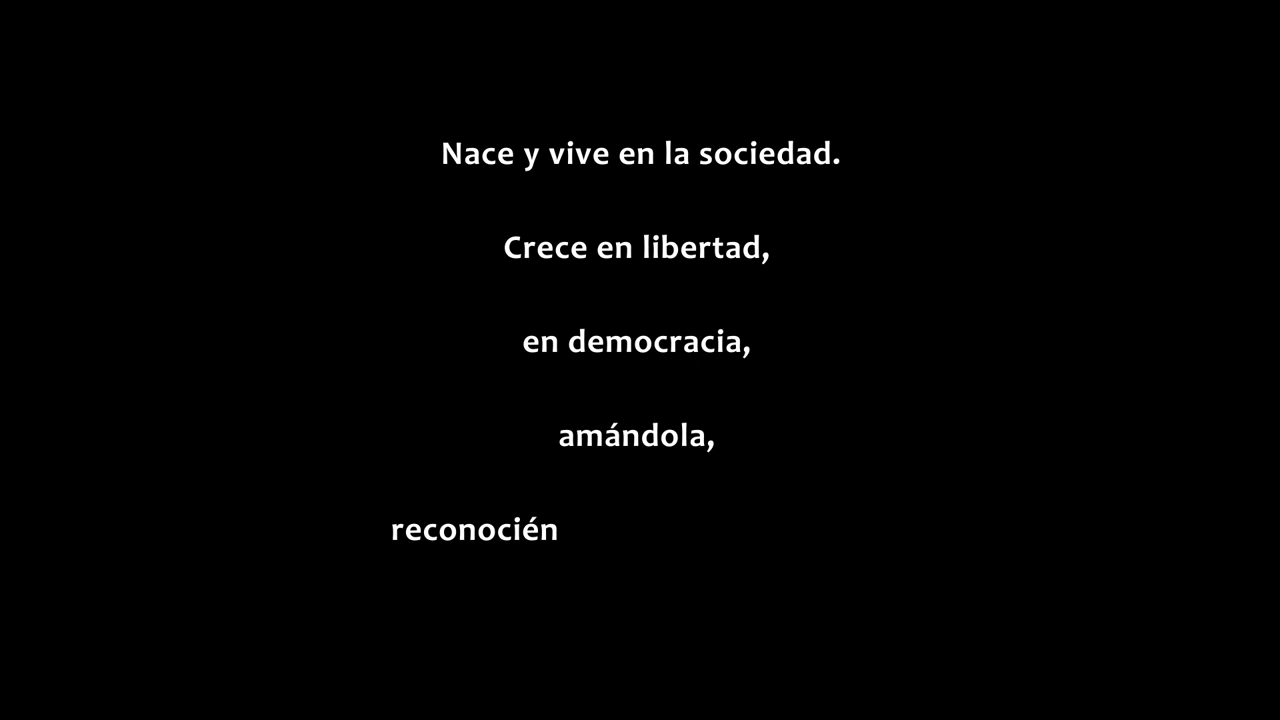 Nace y vive en la sociedad.
Crece en libertad,
en democracia,
amándola,
reconocién